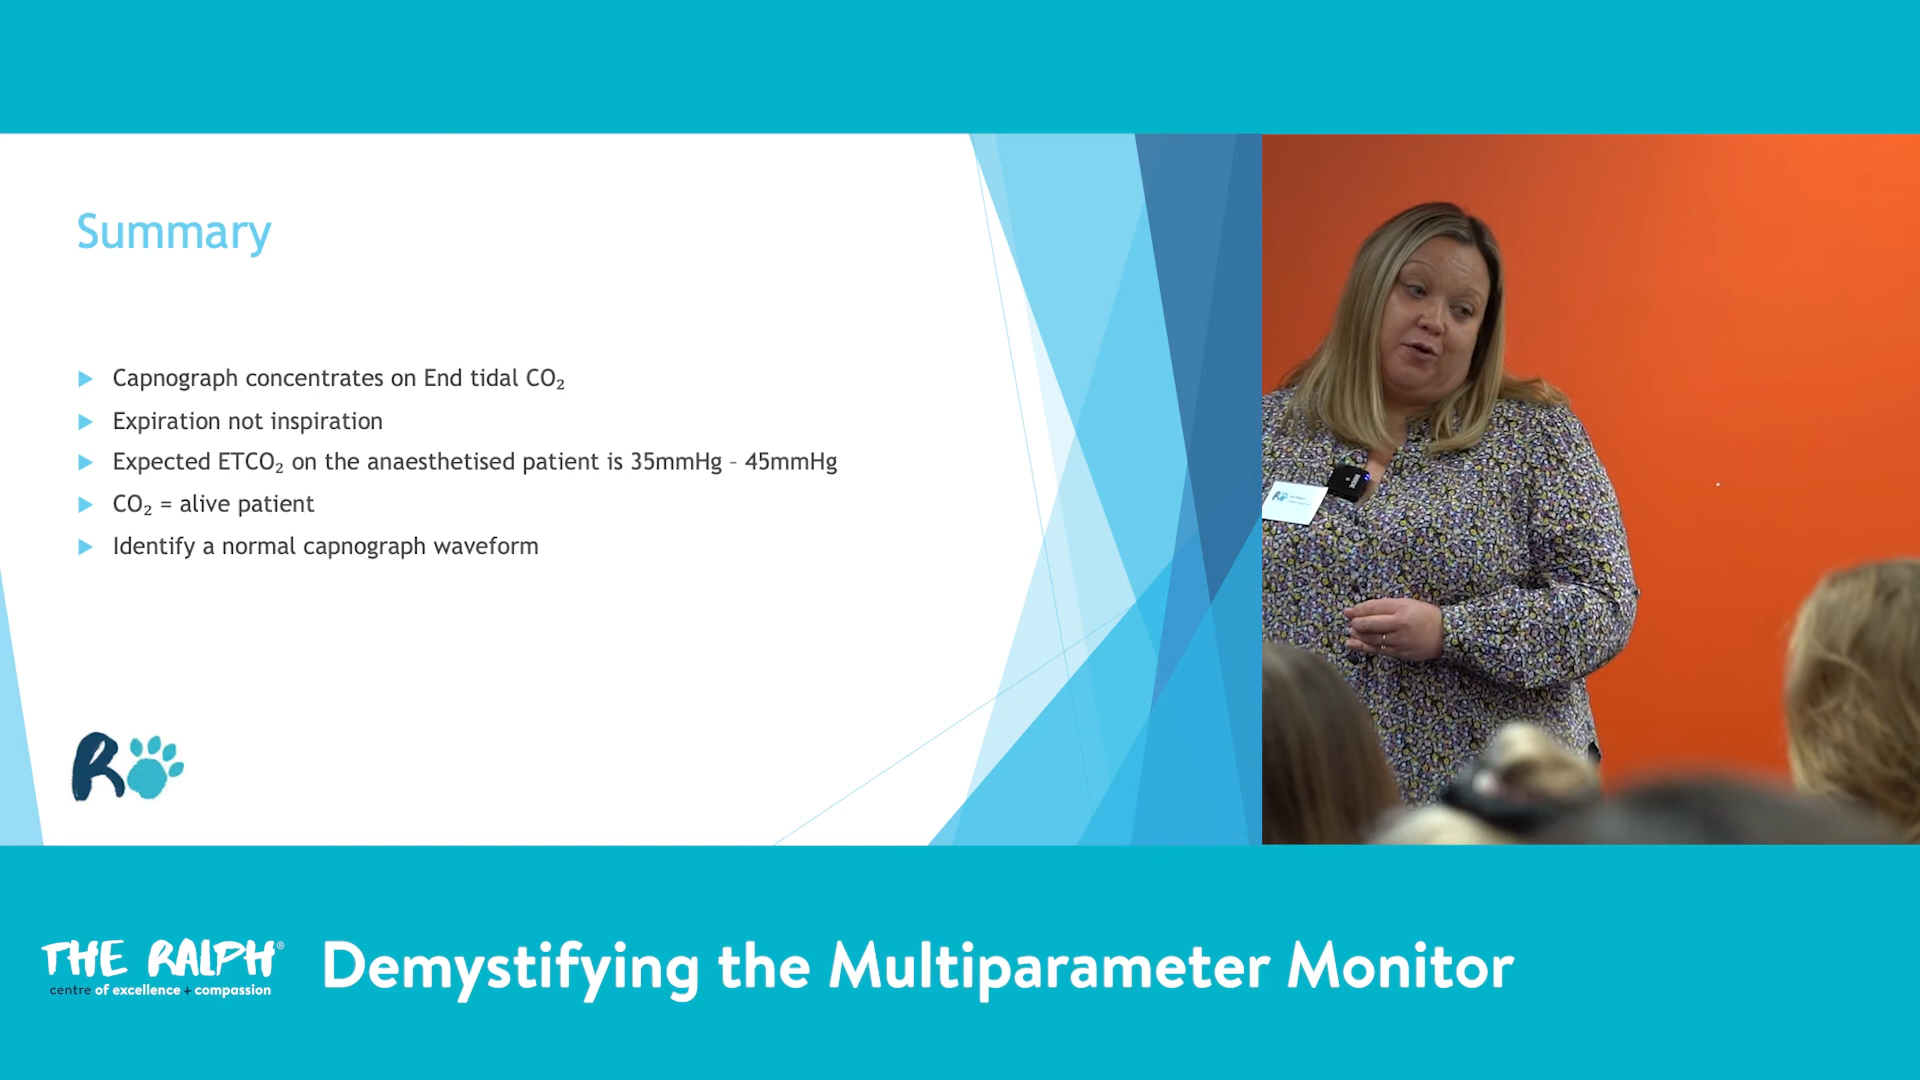 Summary
Capnograph concentrates on End tidal CO₂
Expiration not inspiration
Expected ETCO₂ on the anaesthetised patient is 35mmHg – 45mmHg
CO₂ = alive patient
Identify a normal capnograph waveform
R
THE RALPH®
centre of excellence + compassion
Demystifying the Multiparameter Monitor